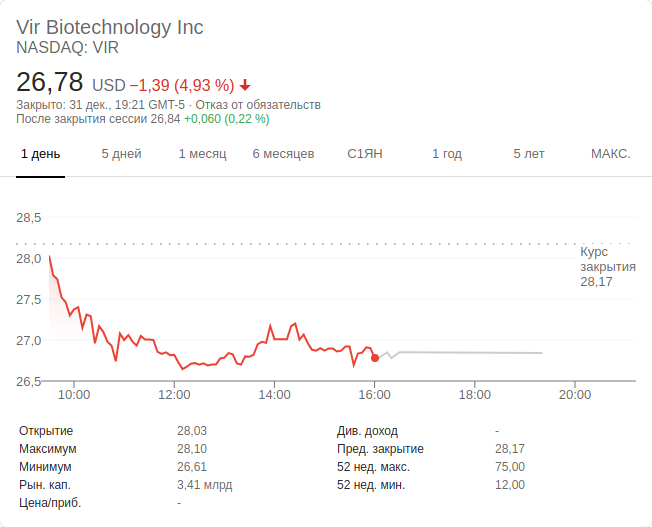 Vir Biotechnology Inc
NASDAQ: VIR
26,78 USD −1,39 (4,93 %)
Закрыто: 31 дек., 19:21 GMT-5 · Отказ от обязательств
После закрытия сессии 26,84 +0,060 (0,22 %)
1 день 5 дней 1 месяц 6 месяцев С1ЯН 1 год 5 лет МАКС.
28,5
28,0
27,5
27,0
26,5
Курс
закрытия
28,17
10:00 12:00 14:00 16:00 18:00 20:00
Открытие 28,03 Див. доход -
Максимум 28,10 Пред. закрытие 28,17
Минимум 26,61 52 нед. макс. 75,00
Рын. кап. 3,41 млрд 52 нед. мин. 12,00
Цена/приб. -